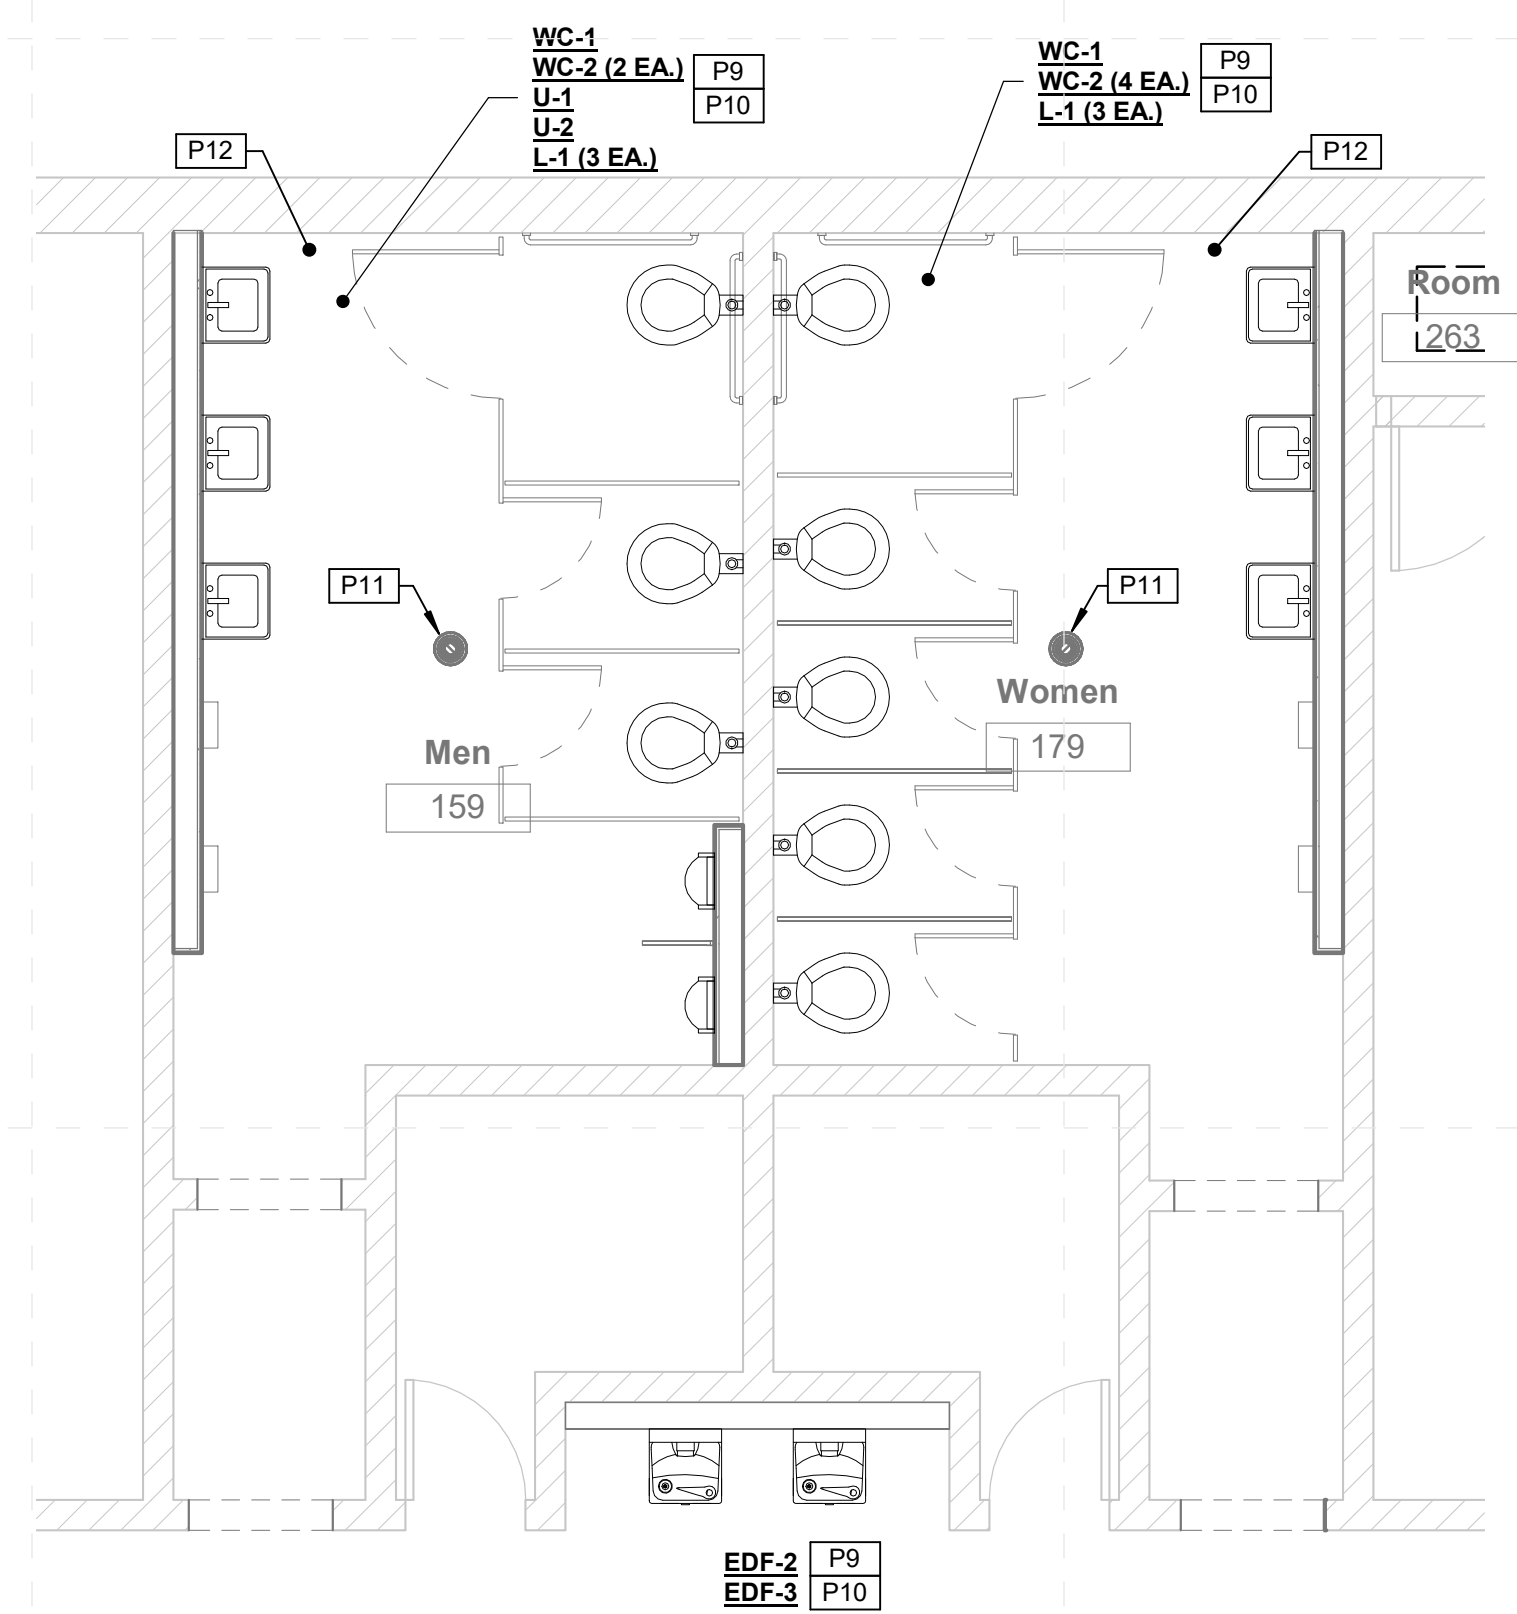 WC-1
WC-2 (2 EA.)
U-1
U-2
L-1 (3 EA.)
P9
P10
WC-1
WC-2 (4 EA.)
L-1 (3 EA.)
P9
P10
P12
P12
Room
263
P11
P11
Women
179
Men
159
EDF-2
EDF-3
P9
P10